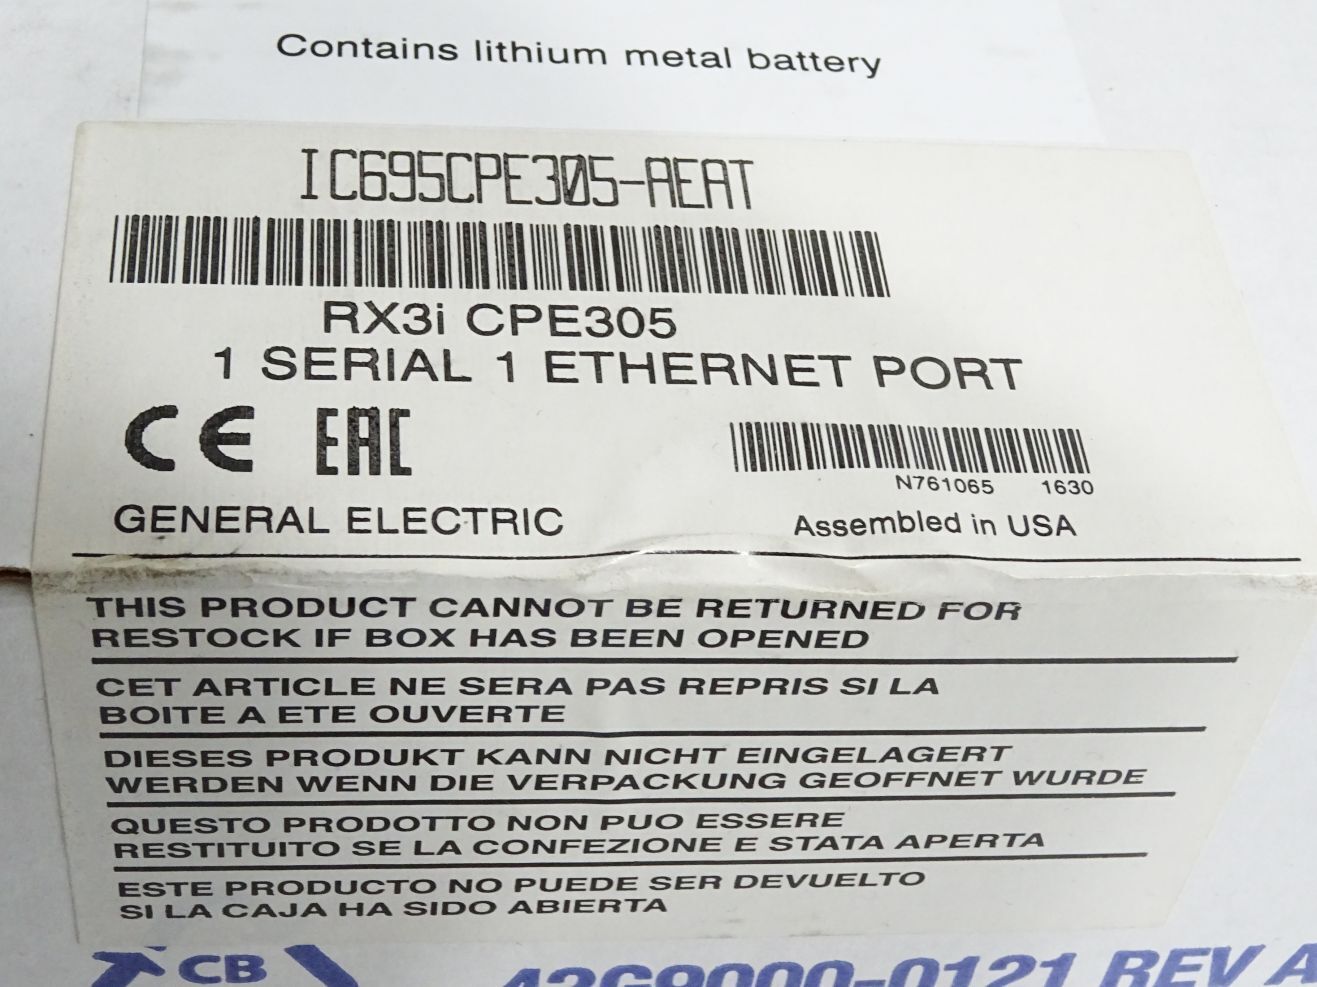 Contains lithium metal battery
IC695CPE305-AEAT
RX3i CPE305
1 SERIAL 1 ETHERNET PORT
CE EAC
N761065 1630
GENERAL ELECTRIC
Assembled in USA
THIS PRODUCT CANNOT BE RETURNED FOR
RESTOCK IF BOX HAS BEEN OPENED
CET ARTICLE NE SERA PAS REPRIS SI LA
BOITE A ETE OUVERTE
DIESES PRODUKT KANN NICHT EINGELAGERT
WERDEN WENN DIE VERPACKUNG GEOFFNET WURDE
QUESTO PRODOTTO NON PUO ESSERE
RESTITUITO SE LA CONFEZIONE E STATA APERTA
ESTE PRODUCTO NO PUEDE SER DEVUELTO
SI LA CAJA HA SIDO ABIERTA
CB
42G9000-0121 REV A